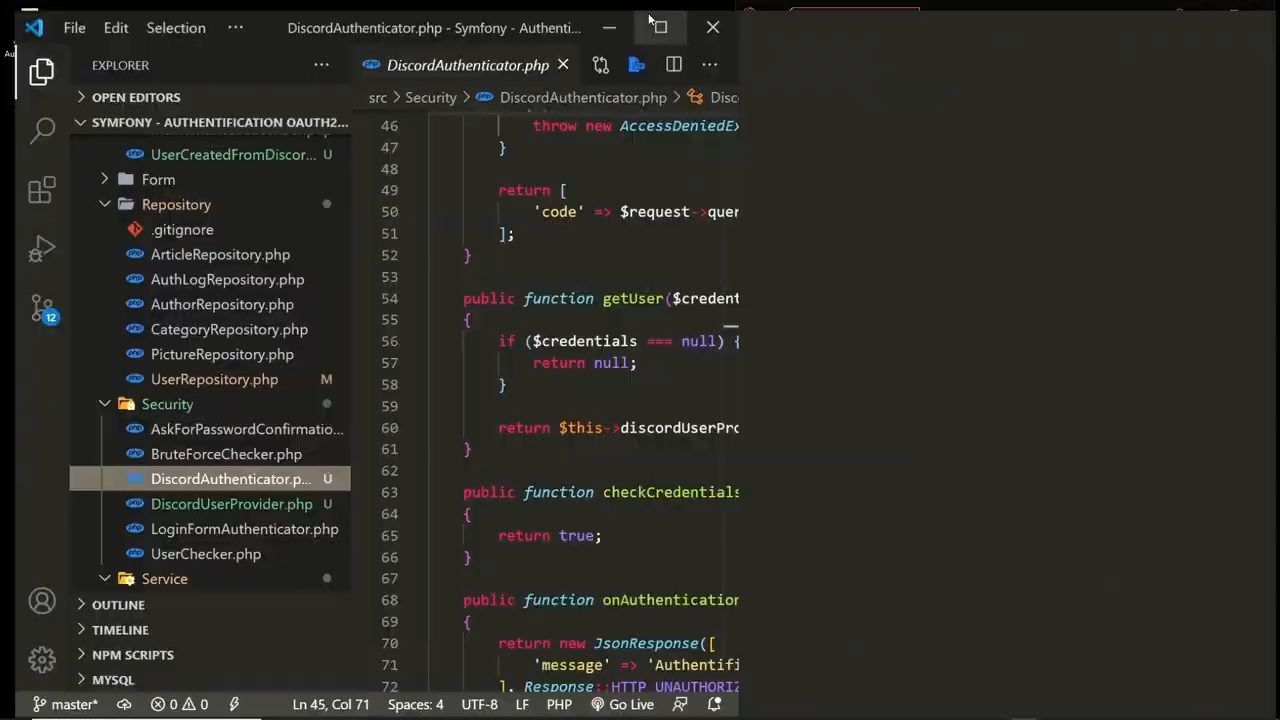 File Edit Selection ··· DiscordAuthenticator.php - Symfony - Authenti...
EXPLORER ···
OPEN EDITORS
SYMFONY - AUTHENTIFICATION OAUTH2...
UserCreatedFromDiscor... U
Form
Repository
.gitignore
ArticleRepository.php
AuthLogRepository.php
AuthorRepository.php
CategoryRepository.php
PictureRepository.php
UserRepository.php M
Security
AskForPasswordConfirmatio...
BruteForceChecker.php
DiscordAuthenticator.p... U
DiscordUserProvider.php U
LoginFormAuthenticator.php
UserChecker.php
Service
OUTLINE
TIMELINE
NPM SCRIPTS
MYSQL
12
DiscordAuthenticator.php
src > Security > DiscordAuthenticator.php > Disc
46 throw new AccessDeniedEx
47 }
48
49 return [
50 'code' => $request->quer
51 ];
52 }
53
54 public function getUser($credent
55 {
56 if ($credentials === null) {
57 return null;
58 }
59
60 return $this->discordUserPro
61 }
62
63 public function checkCredentials
64 {
65 return true;
66 }
67
68 public function onAuthentication
69 {
70 return new JsonResponse([
71 'message' => 'Authentifi
72 ], Response::HTTP_UNAUTHORIZ
master* 0 0 Ln 45, Col 71 Spaces: 4 UTF-8 LF PHP Go Live